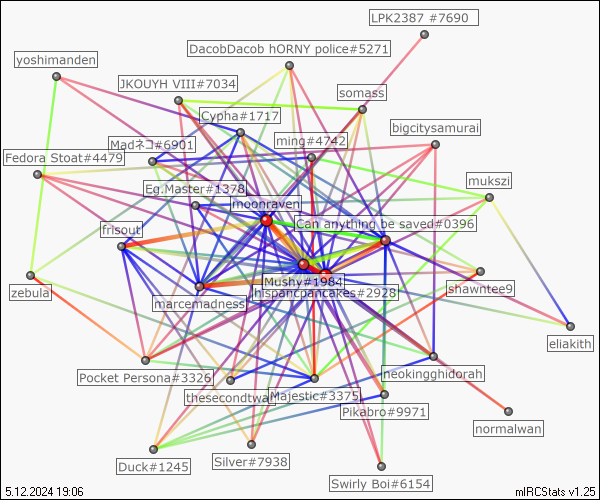 LPK2387 #7690
DacobDacob hORNY police#5271
yoshimanden
JKOUYH VIII#7034
somass
Cypha#1717
bigcitysamurai
ming#4742
Madネコ#6901
Fedora Stoat#4479
mukszi
Eg.Master#1378
moonraven
Can anything be saved#0396
frisout
Mushy#1984
shawntee9
zebula
hispancpancakes#2928
marcemadness
eliakith
neokingghidorah
Pocket Persona#3326
thesecondtwa
Majestic#3375
Pikabro#9971
normalwan
Silver#7938
Duck#1245
Swirly Boi#6154
5.12.2024 19:06
mIRCStats v1.25